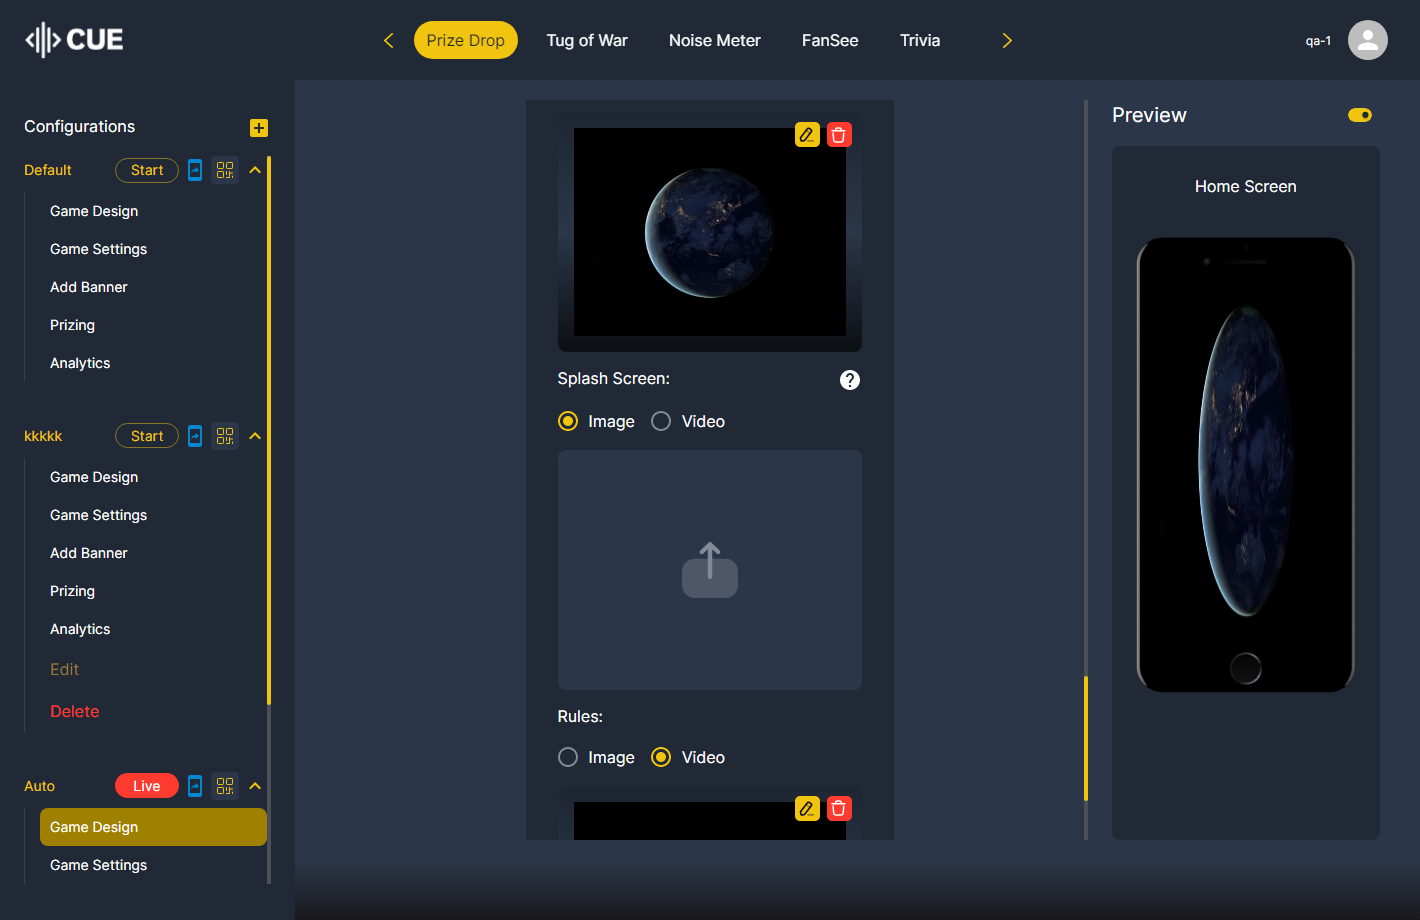 CUE
Prize Drop
Tug of War
Noise Meter
FanSee
Trivia
qa-1
Configurations
Default
Start
Game Design
Game Settings
Add Banner
Prizing
Analytics
kkkkk
Start
Game Design
Game Settings
Add Banner
Prizing
Analytics
Edit
Delete
Auto
Live
Game Design
Game Settings
Splash Screen:
?
Image
Video
Rules:
Image
Video
Preview
Home Screen